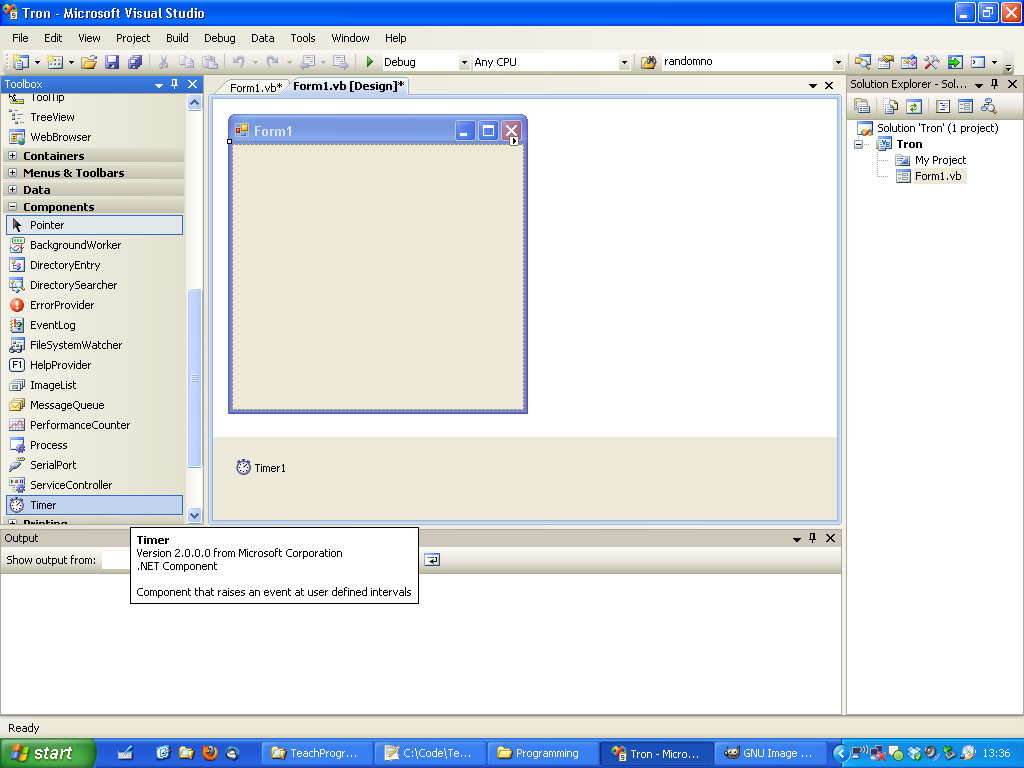 Tron - Microsoft Visual Studio
File Edit View Project Build Debug Data Tools Window Help
Debug Any CPU randomno
Toolbox
ToolTip
TreeView
WebBrowser
Containers
Menus & Toolbars
Data
Components
Pointer
BackgroundWorker
DirectoryEntry
DirectorySearcher
ErrorProvider
EventLog
FileSystemWatcher
HelpProvider
ImageList
MessageQueue
PerformanceCounter
Process
SerialPort
ServiceController
Timer
Printing
Form1.vb* Form1.vb [Design]*
Form1
Timer1
Solution Explorer - Sol...
Solution 'Tron' (1 project)
Tron
My Project
Form1.vb
Output
Show output from:
Timer
Version 2.0.0.0 from Microsoft Corporation
.NET Component
Component that raises an event at user defined intervals
Ready
start TeachProgr... C:\Code\Te... Programming Tron - Micro... GNU Image ... 13:36